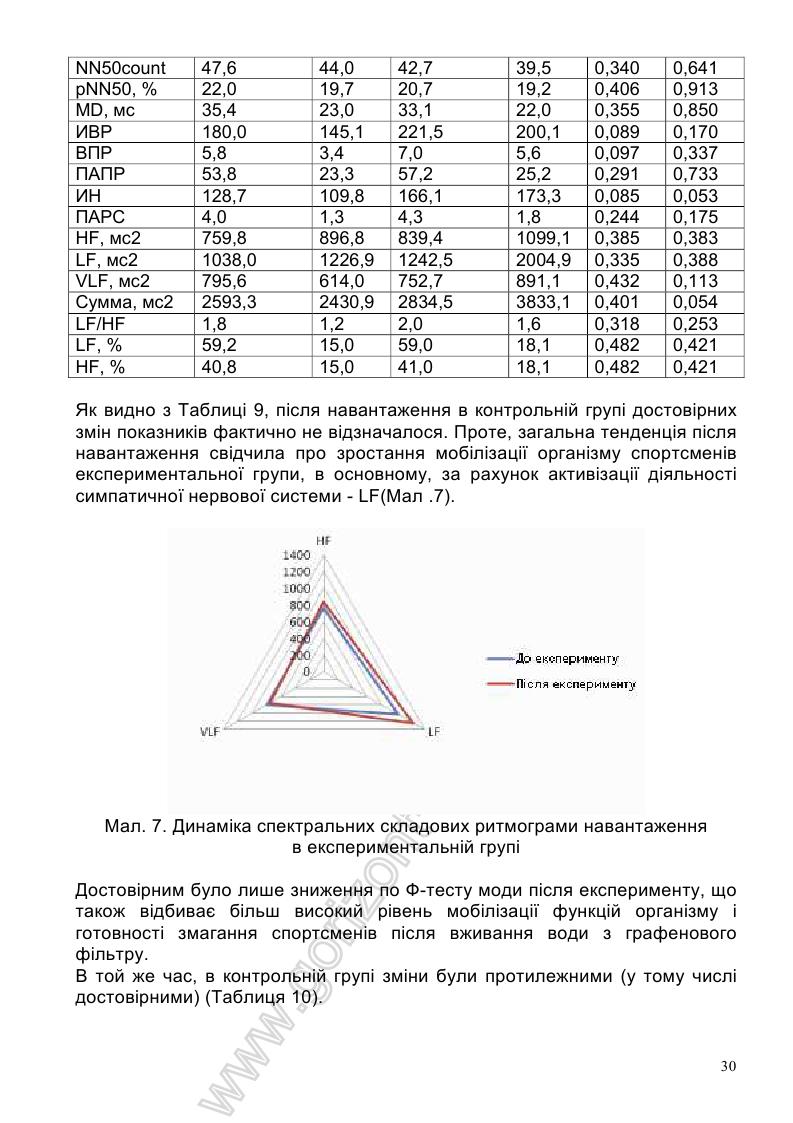 NN50count 47,6 44,0 42,7 39,5 0,340 0,641
pNN50, % 22,0 19,7 20,7 19,2 0,406 0,913
MD, мс 35,4 23,0 33,1 22,0 0,355 0,850
ИВР 180,0 145,1 221,5 200,1 0,089 0,170
ВПР 5,8 3,4 7,0 5,6 0,097 0,337
ПАПР 53,8 23,3 57,2 25,2 0,291 0,733
ИН 128,7 109,8 166,1 173,3 0,085 0,053
ПАРС 4,0 1,3 4,3 1,8 0,244 0,175
HF, мс2 759,8 896,8 839,4 1099,1 0,385 0,383
LF, мс2 1038,0 1226,9 1242,5 2004,9 0,335 0,388
VLF, мс2 795,6 614,0 752,7 891,1 0,432 0,113
Сумма, мс2 2593,3 2430,9 2834,5 3833,1 0,401 0,054
LF/HF 1,8 1,2 2,0 1,6 0,318 0,253
LF, % 59,2 15,0 59,0 18,1 0,482 0,421
HF, % 40,8 15,0 41,0 18,1 0,482 0,421
Як видно з Таблиці 9, після навантаження в контрольній групі достовірних
змін показників фактично не відзначалося. Проте, загальна тенденція після
навантаження свідчила про зростання мобілізації організму спортсменів
експериментальної групи, в основному, за рахунок активізації діяльності
симпатичної нервової системи - LF(Мал .7).
HF
1400
1200
1000
800
600
400
200
0
VLF
LF
До експерименту
Після експерименту
Мал. 7. Динаміка спектральних складових ритмограми навантаження
в експериментальній групі
Достовірним було лише зниження по Ф-тесту моди після експерименту, що
також відбиває більш високий рівень мобілізації функцій організму і
готовності змагання спортсменів після вживання води з графенового
фільтру.
В той же час, в контрольній групі зміни були протилежними (у тому числі
достовірними) (Таблиця 10).
30